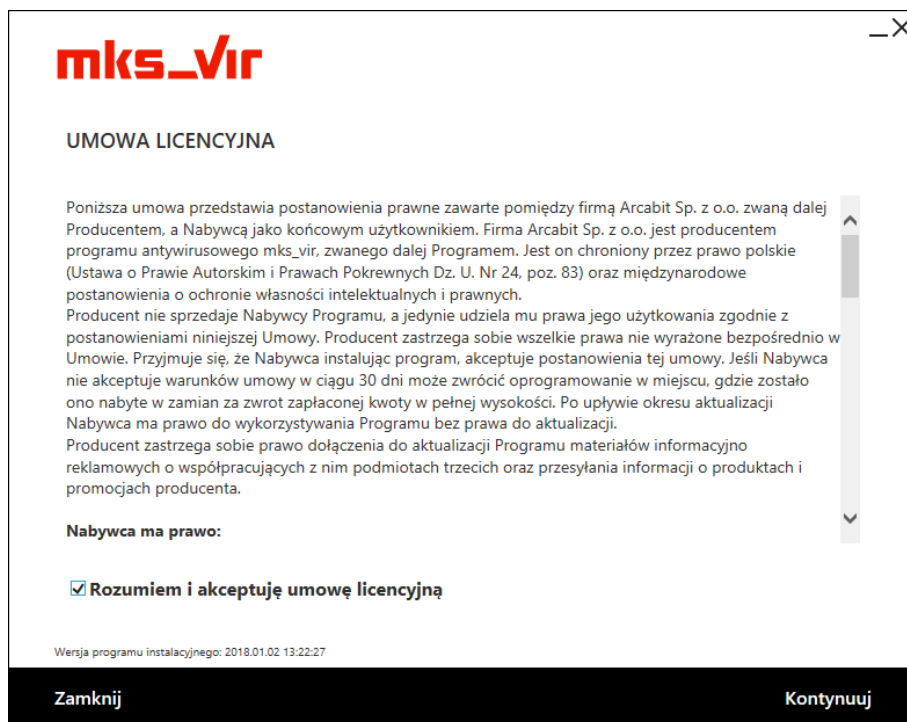 mks_vir
UMOWA LICENCYJNA
Poniższa umowa przedstawia postanowienia prawne zawarte pomiędzy firmą Arcabit Sp. z o.o. zwaną dalej
Producentem, a Nabywcą jako końcowym użytkownikiem. Firma Arcabit Sp. z o.o. jest producentem
programu antywirusowego mks_vir, zwanego dalej Programem. Jest on chroniony przez prawo polskie
(Ustawa o Prawie Autorskim i Prawach Pokrewnych Dz. U. Nr 24, poz. 83) oraz międzynarodowe
postanowienia o ochronie własności intelektualnych i prawnych.
Producent nie sprzedaje Nabywcy Programu, a jedynie udziela mu prawa jego użytkowania zgodnie z
postanowieniami niniejszej Umowy. Producent zastrzega sobie wszelkie prawa nie wyrażone bezpośrednio w
Umowie. Przyjmuje się, że Nabywca instalując program, akceptuje postanowienia tej umowy. Jeśli Nabywca
nie akceptuje warunków umowy w ciągu 30 dni może zwrócić oprogramowanie w miejscu, gdzie zostało
ono nabyte w zamian za zwrot zapłaconej kwoty w pełnej wysokości. Po upływie okresu aktualizacji
Nabywca ma prawo do wykorzystywania Programu bez prawa do aktualizacji.
Producent zastrzega sobie prawo dołączenia do aktualizacji Programu materiałów informacyjno
reklamowych o współpracujących z nim podmiotach trzecich oraz przesyłania informacji o produktach i
promocjach producenta.
Nabywca ma prawo:
Rozumiem i akceptuję umowę licencyjną
Wersja programu instalacyjnego: 2018.01.02 13:22:27
Zamknij
Kontynuuj